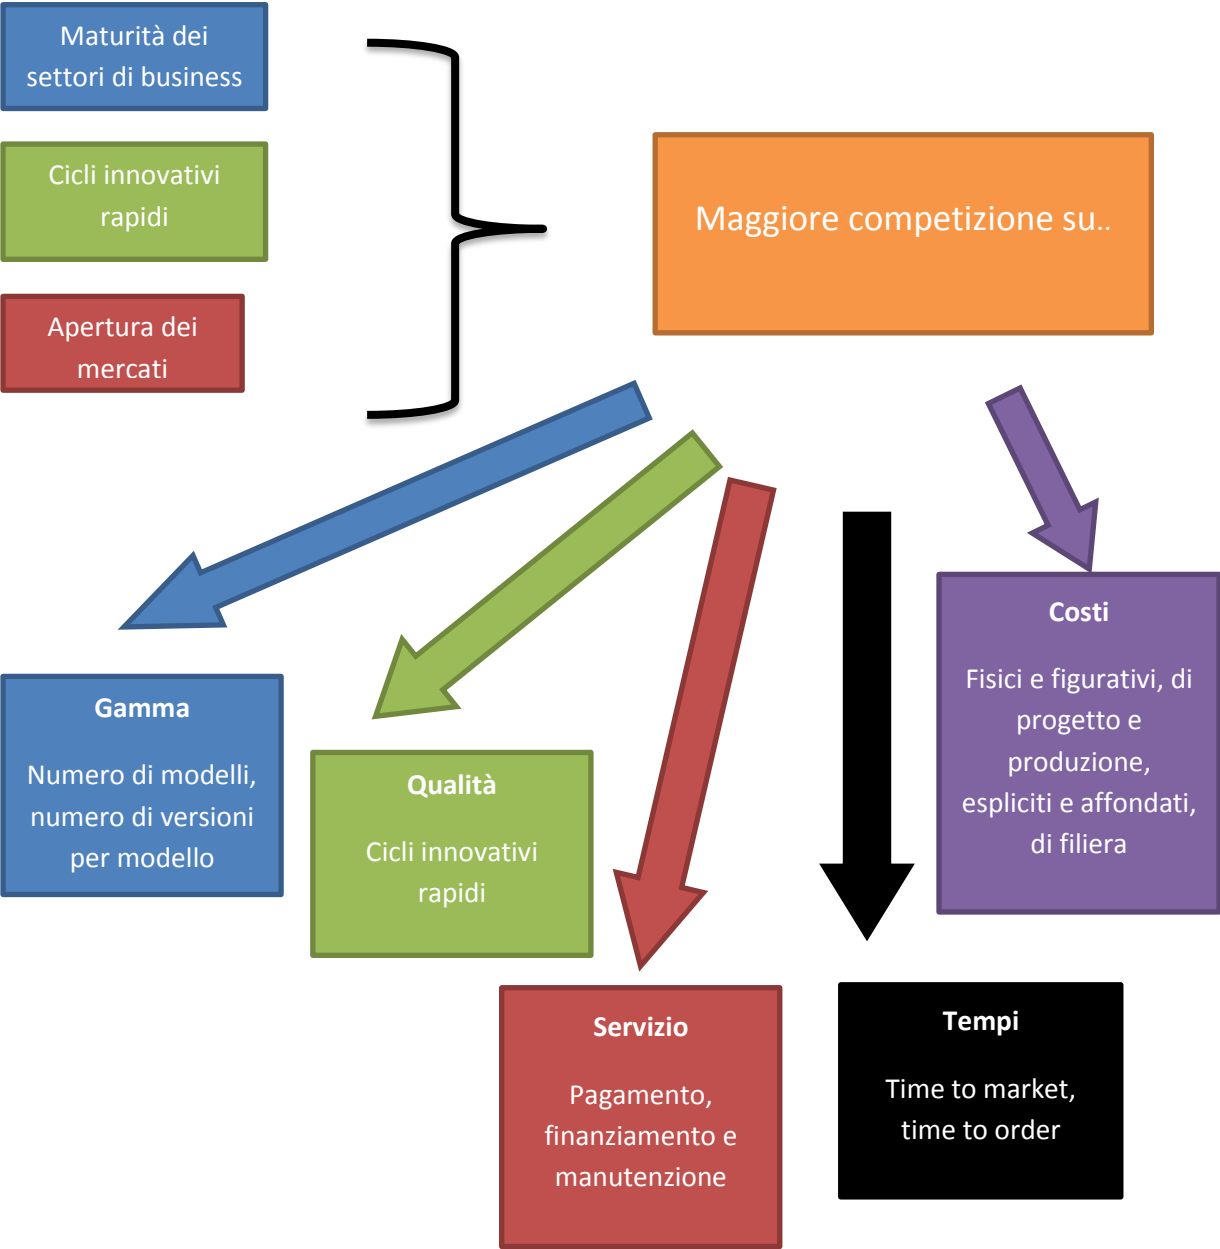 Maturità dei
settori di business
Cicli innovativi
rapidi
Apertura dei
mercati
Maggiore competizione su..
Gamma
Numero di modelli,
numero di versioni
per modello
Qualità
Cicli innovativi
rapidi
Servizio
Pagamento,
finanziamento e
manutenzione
Tempi
Time to market,
time to order
Costi
Fisici e figurativi, di
progetto e
produzione,
espliciti e affondati,
di filiera